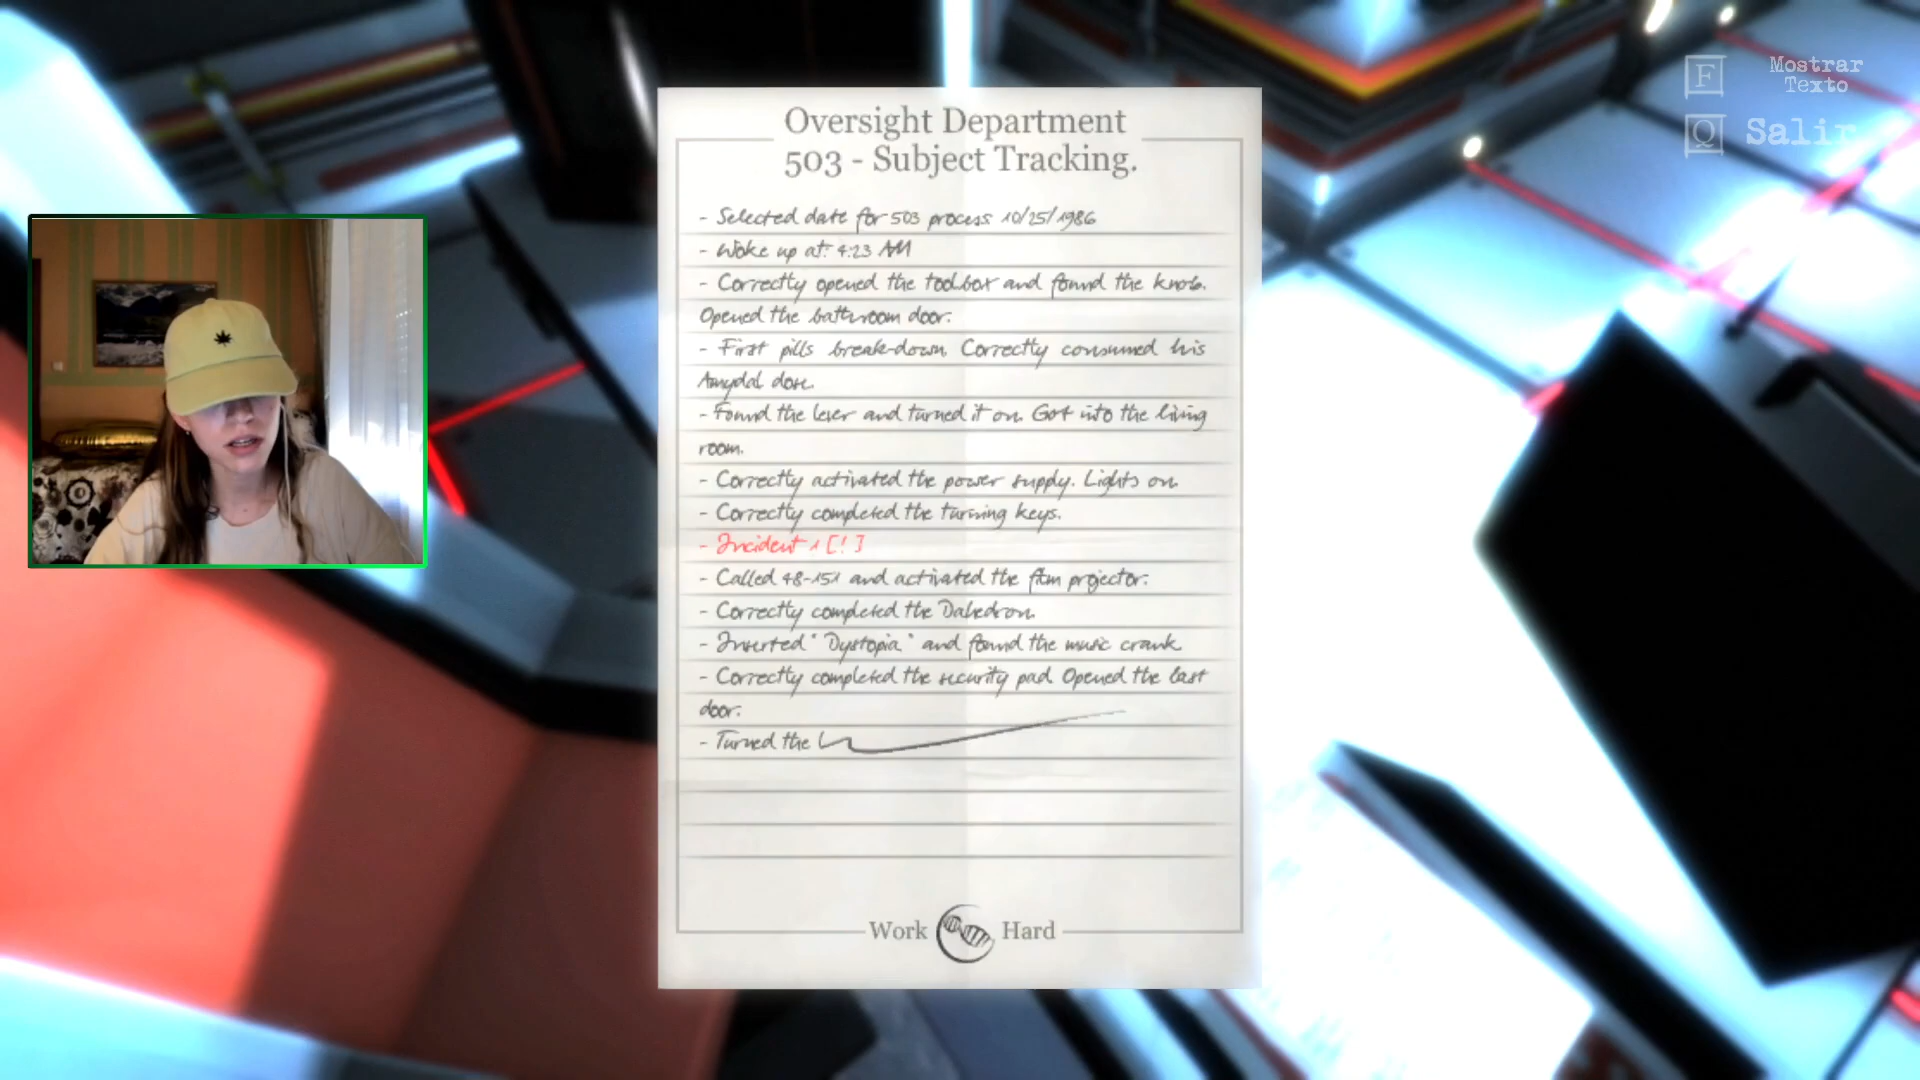 Oversight Department
503 - Subject Tracking.
- Selected date for 503 process 10/25/1986
- Woke up at: 4:23 AM
- Correctly opened the toolbox and found the knob.
Opened the bathroom door.
- First pills break-down. Correctly consumed his
Amydal dose.
- Found the lever and turned it on. Got into the living
room.
- Correctly activated the power supply. Lights on.
- Correctly completed the turning keys.
- Incident 1 [!]
- Called 48-151 and activated the film projector.
- Correctly completed the Dahedron.
- Inserted "Dystopia" and found the music crank.
- Correctly completed the security pad. Opened the last
door.
- Turned the
Work Hard
F Mostrar
Texto
Q Salir